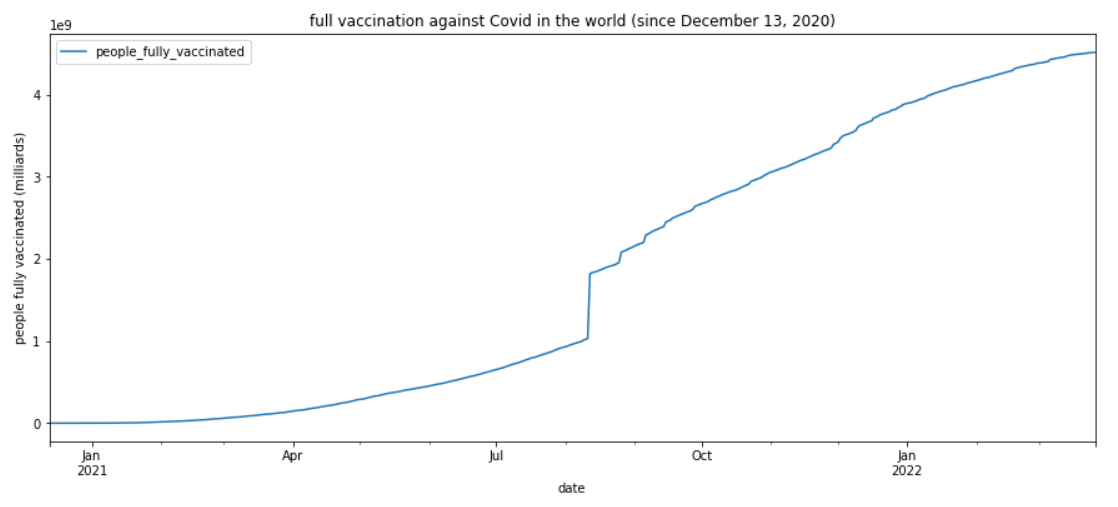 full vaccination against Covid in the world (since December 13, 2020)
1e9
people_fully_vaccinated
people fully vaccinated (milliards)
4
3
2
1
0
Jan
2021
Apr
Jul
Oct
Jan
2022
date